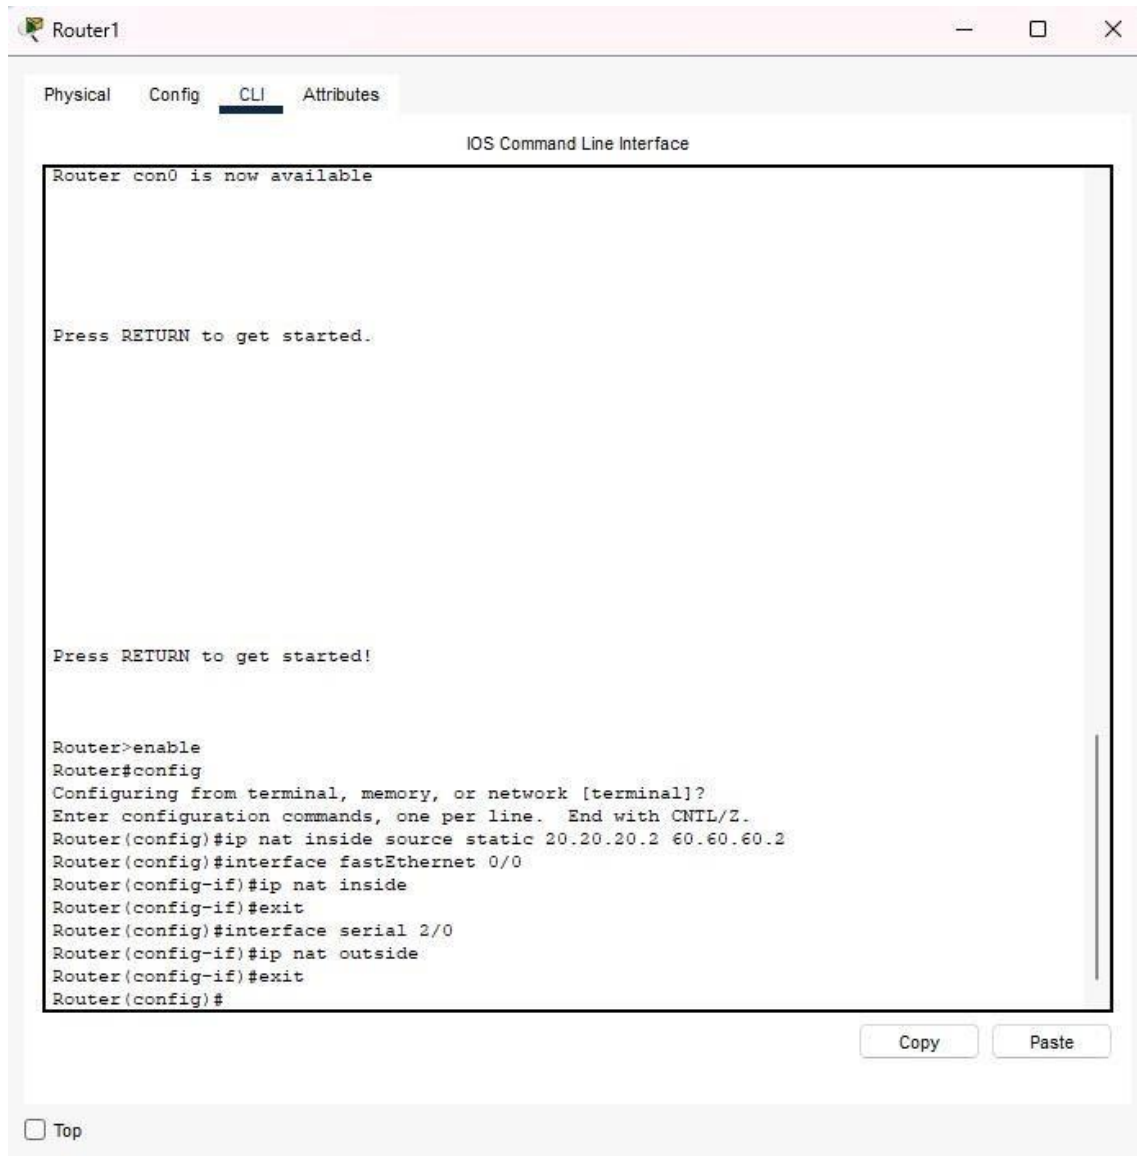 Router1
Physical Config CLI Attributes
IOS Command Line Interface
Router con0 is now available
Press RETURN to get started.
Press RETURN to get started!
Router>enable
Router#config
Configuring from terminal, memory, or network [terminal]?
Enter configuration commands, one per line.  End with CNTL/Z.
Router(config)#ip nat inside source static 20.20.20.2 60.60.60.2
Router(config)#interface fastEthernet 0/0
Router(config-if)#ip nat inside
Router(config-if)#exit
Router(config)#interface serial 2/0
Router(config-if)#ip nat outside
Router(config-if)#exit
Router(config)#
Copy Paste
Top